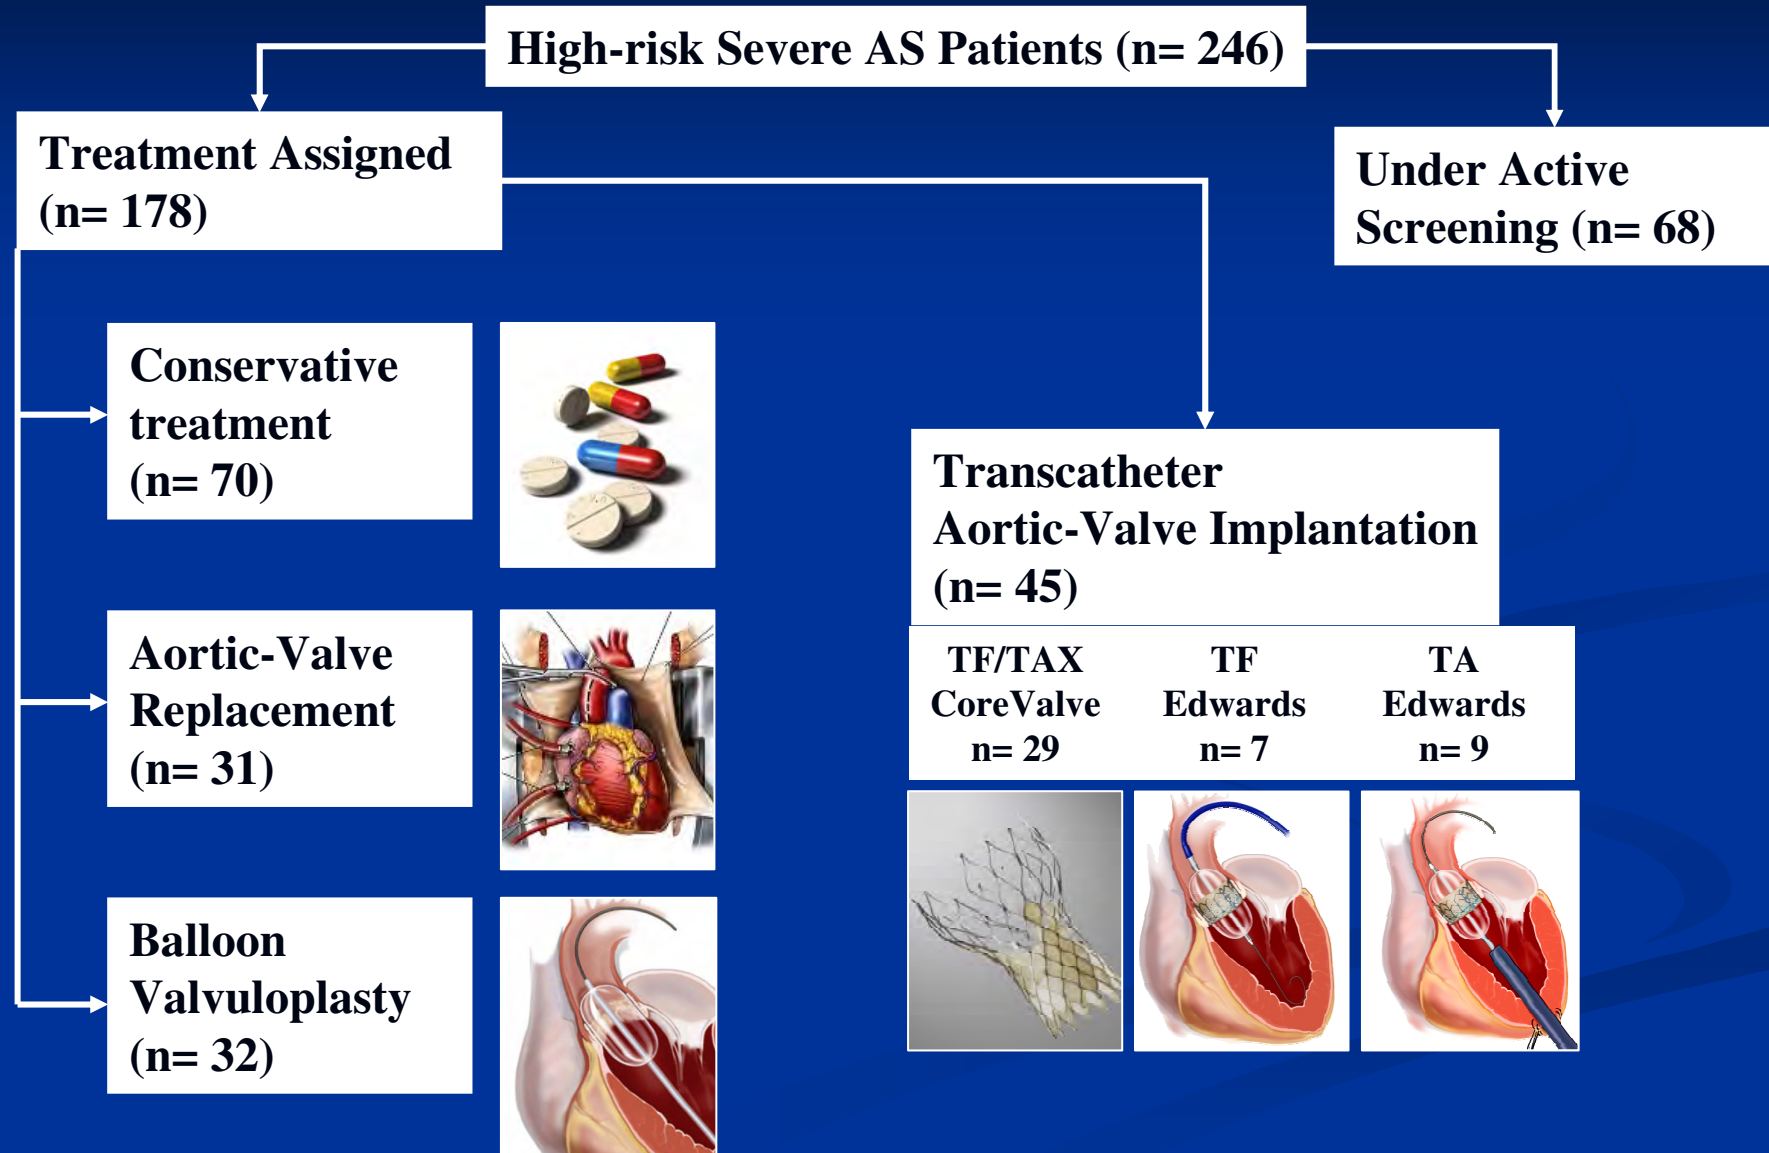 High-risk Severe AS Patients (n= 246)
Treatment Assigned
(n= 178)
Under Active
Screening (n= 68)
Conservative
treatment
(n= 70)
Aortic-Valve
Replacement
(n= 31)
Balloon
Valvuloplasty
(n= 32)
Transcatheter
Aortic-Valve Implantation
(n= 45)
TF/TAX
CoreValve
n= 29
TF
Edwards
n= 7
TA
Edwards
n= 9